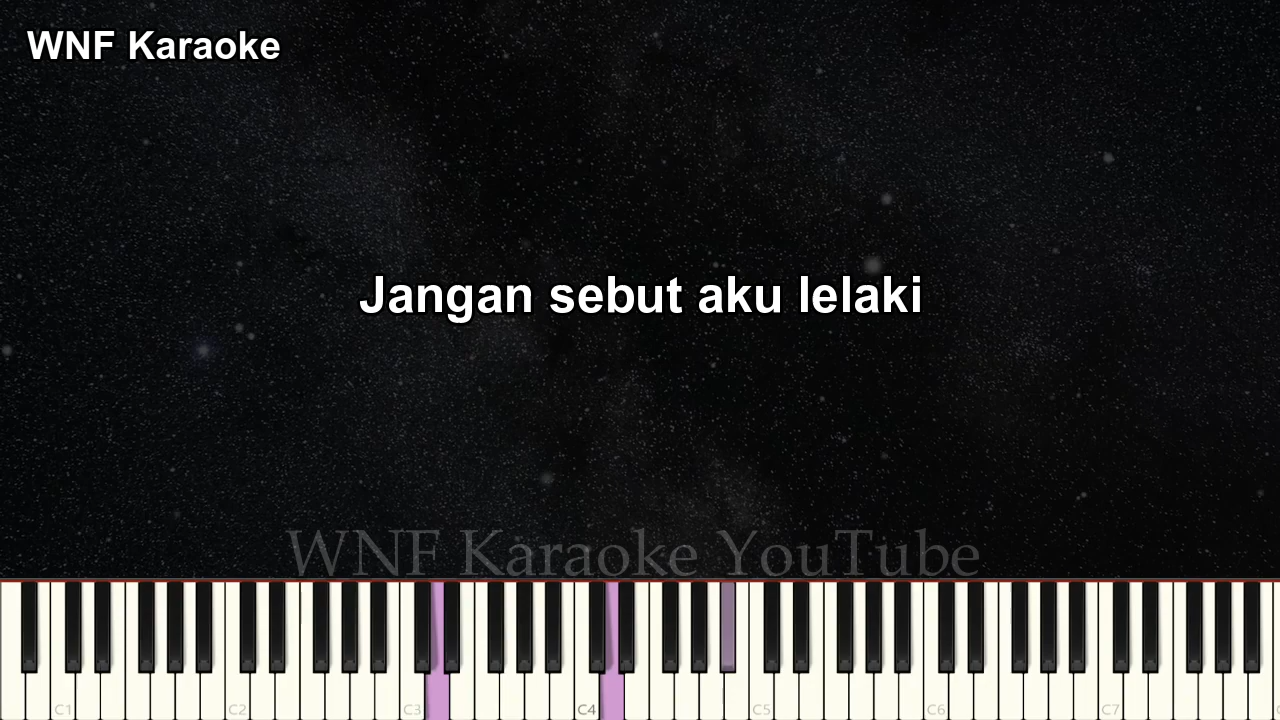 WNF Karaoke
Jangan sebut aku lelaki
WNF Karaoke YouTube
C1 C2 C3 C4 C5 C6 C7